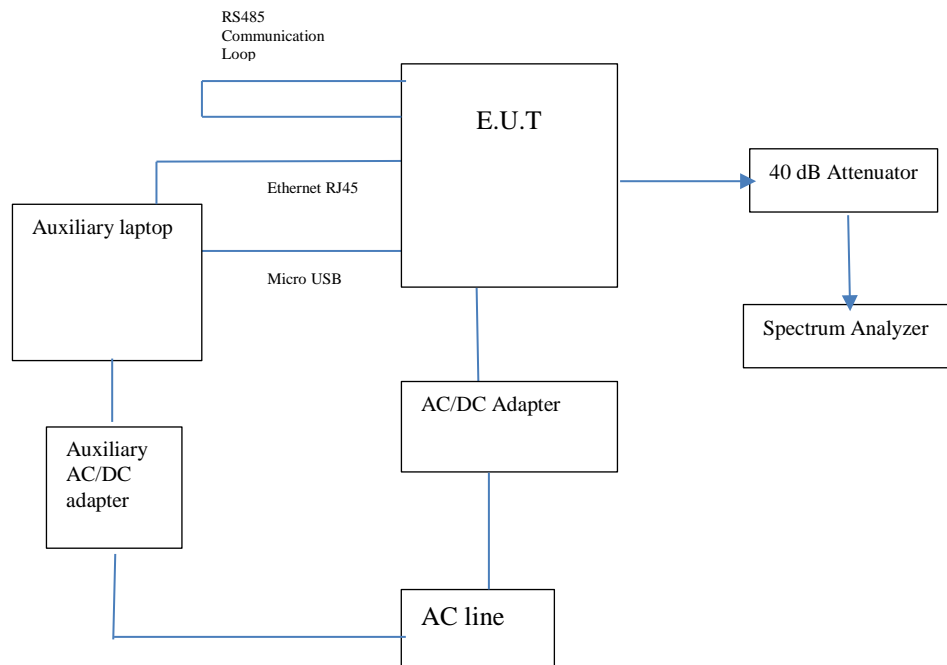 RS485
Communication
Loop
E.U.T
40 dB Attenuator
Ethernet RJ45
Auxiliary laptop
Micro USB
Spectrum Analyzer
AC/DC Adapter
Auxiliary
AC/DC
adapter
AC line